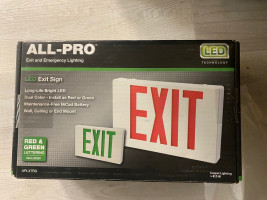 ALL-PRO
Exit and Emergency Lighting
LED
TECHNOLOGY
LED Exit Sign
Long-Life Bright LED
Dual Color - Install as Red or Green
Maintenance-Free NiCad Battery
Wall, Ceiling or End Mount
EXIT
EXIT
RED &
GREEN
LETTERING